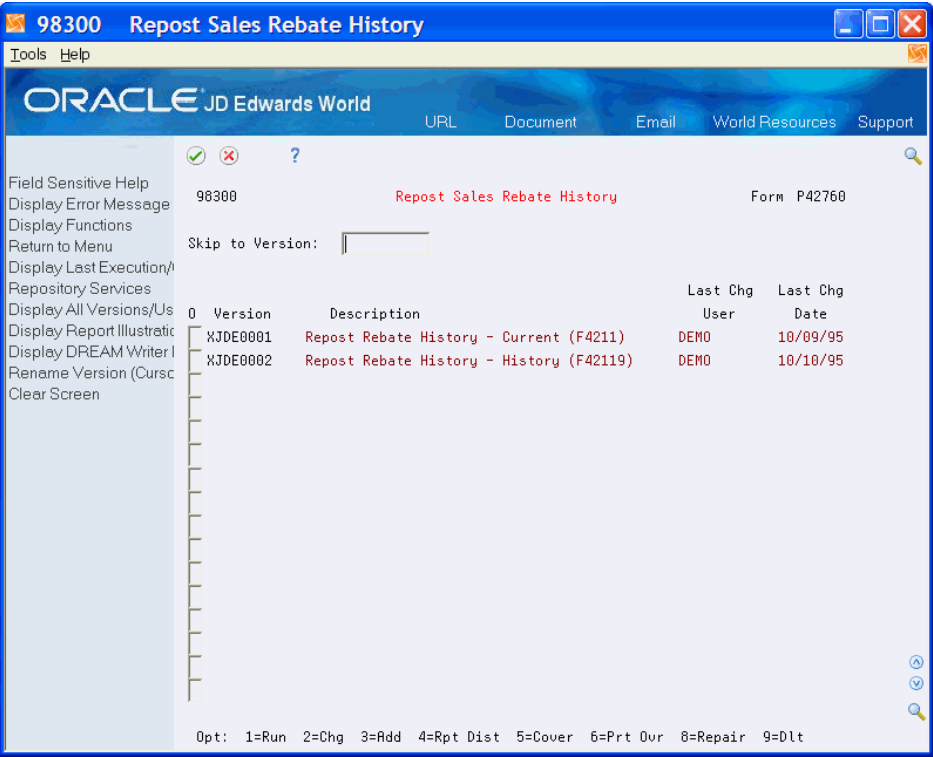 98300 Repost Sales Rebate History
Tools Help
ORACLE JD Edwards World
URL Document Email World Resources Support
?
Field Sensitive Help
Display Error Message
Display Functions
Return to Menu
Display Last Execution/
Repository Services
Display All Versions/Us
Display Report Illustratic
Display DREAM Writer
Rename Version (Cursc
Clear Screen
98300 Repost Sales Rebate History Form P42760
Skip to Version:
Last Chg Last Chg
O Version Description User Date
XJDE0001 Repost Rebate History - Current (F4211) DEMO 10/09/95
XJDE0002 Repost Rebate History - History (F42119) DEMO 10/10/95
Opt: 1=Run 2=Chg 3=Add 4=Rpt Dist 5=Cover 6=Prt Ovr 8=Repair 9=Dlt